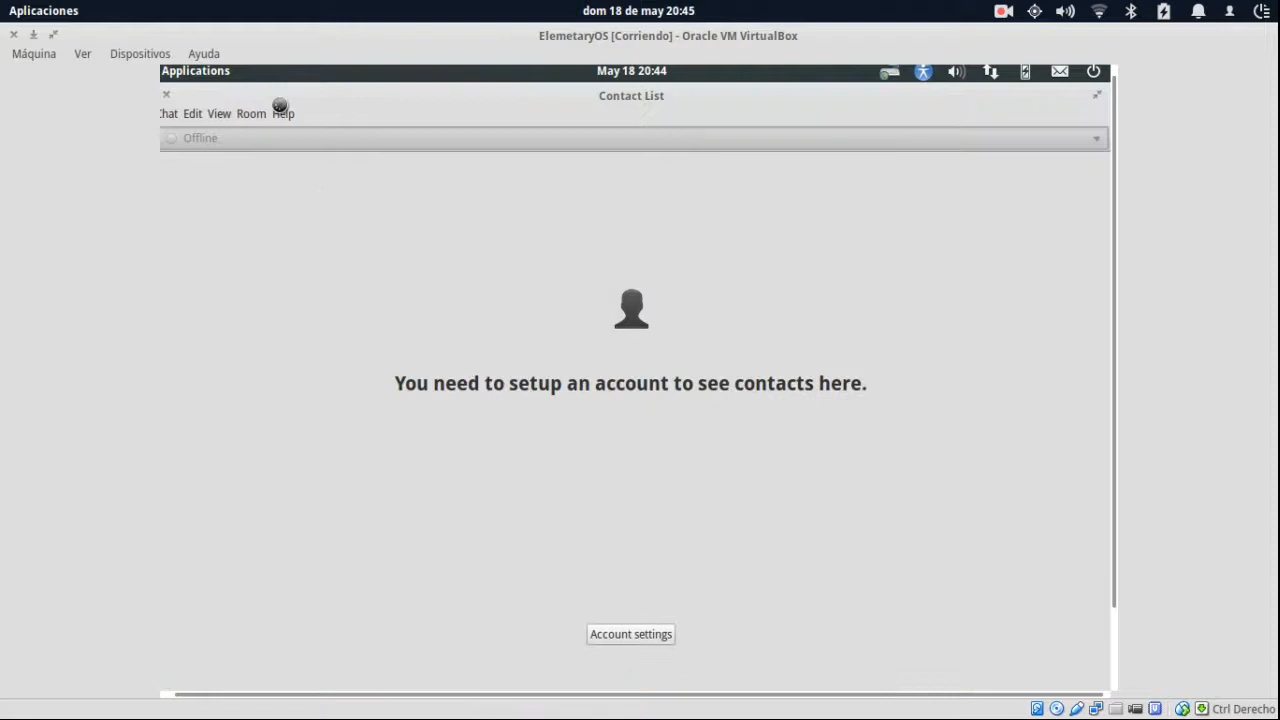 Aplicaciones
dom 18 de may 20:45
ElemetaryOS [Corriendo] - Oracle VM VirtualBox
Máquina Ver Dispositivos Ayuda
Applications
May 18 20:44
Contact List
Chat Edit View Room Help
Offline
You need to setup an account to see contacts here.
Account settings
Ctrl Derecho